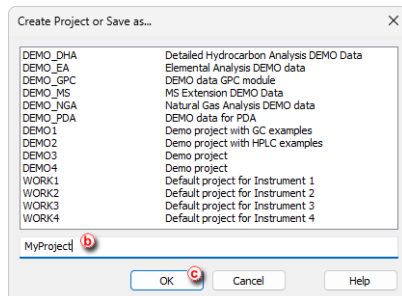 Create Project or Save as...
DEMO_DHA Detailed Hydrocarbon Analysis DEMO Data
DEMO_EA Elemental Analysis DEMO data
DEMO_GPC DEMO data GPC module
DEMO_MS MS Extension DEMO Data
DEMO_NGA Natural Gas Analysis DEMO data
DEMO_PDA DEMO data for PDA
DEMO1 Demo project with GC examples
DEMO2 Demo project with HPLC examples
DEMO3 Demo project
DEMO4 Demo project
WORK1 Default project for Instrument 1
WORK2 Default project for Instrument 2
WORK3 Default project for Instrument 3
WORK4 Default project for Instrument 4
MyProject b
OK c Cancel Help